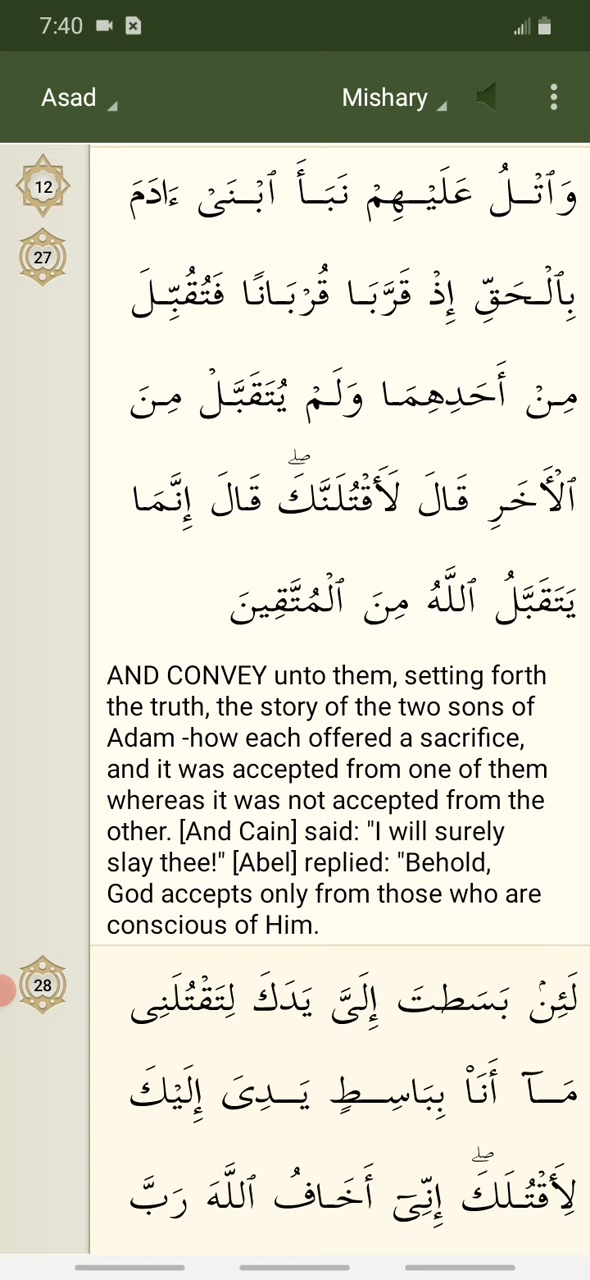 7:40
Asad
Mishary
12
وَٱتْلُ عَلَيْهِمْ نَبَأَ ٱبْنَىْ ءَادَمَ
27
بِٱلْحَقِّ إِذْ قَرَّبَا قُرْبَانًا فَتُقُبِّلَ
مِنْ أَحَدِهِمَا وَلَمْ يُتَقَبَّلْ مِنَ
ٱلْأَخَرِ قَالَ لَأَقْتُلَنَّكَ ۖ قَالَ إِنَّمَا
يَتَقَبَّلُ ٱللَّهُ مِنَ ٱلْمُتَّقِينَ
AND CONVEY unto them, setting forth
the truth, the story of the two sons of
Adam -how each offered a sacrifice,
and it was accepted from one of them
whereas it was not accepted from the
other. [And Cain] said: "I will surely
slay thee!" [Abel] replied: "Behold,
God accepts only from those who are
conscious of Him.
28
لَئِنۢ بَسَطتَ إِلَىَّ يَدَكَ لِتَقْتُلَنِى
مَآ أَنَا۠ بِبَاسِطٍ يَدِىَ إِلَيْكَ
لِأَقْتُلَكَ ۖ إِنِّىٓ أَخَافُ ٱللَّهَ رَبَّ